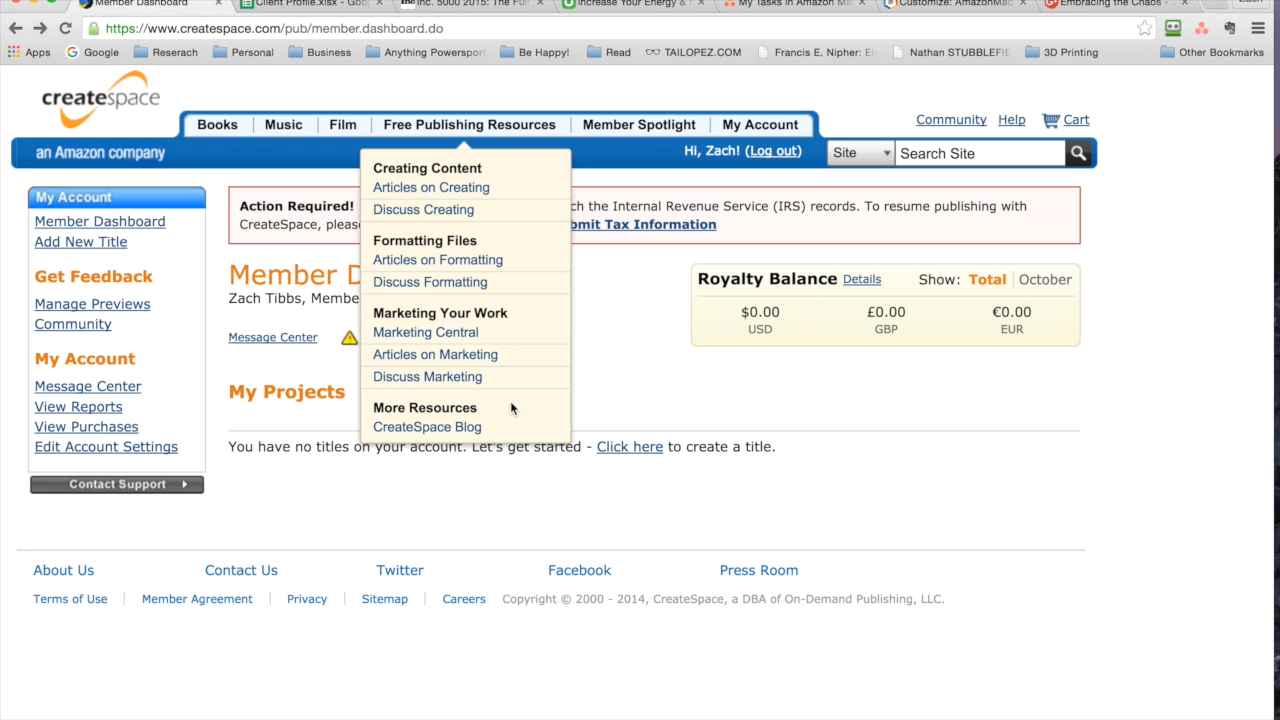 Member Dashboard
Client Profile.xlsx - Goo
Inc. 5000 2015: The Full
Increase Your Energy &
My Tasks in Amazon Ma
Customize: AmazonMad
Embracing the Chaos -
https://www.createspace.com/pub/member.dashboard.do
Apps Google Reserach Personal Business Anything Powersport Be Happy! Read TAILOPEZ.COM Francis E. Nipher: El Nathan STUBBLEFIE 3D Printing Other Bookmarks
createspace
Books Music Film Free Publishing Resources Member Spotlight My Account
Community Help Cart
an Amazon company
Hi, Zach! (Log out) Site Search Site
Creating Content
Articles on Creating
Discuss Creating
Formatting Files
Articles on Formatting
Discuss Formatting
Marketing Your Work
Marketing Central
Articles on Marketing
Discuss Marketing
More Resources
CreateSpace Blog
My Account
Member Dashboard
Add New Title
Get Feedback
Manage Previews
Community
My Account
Message Center
View Reports
View Purchases
Edit Account Settings
Contact Support
Action Required! ch the Internal Revenue Service (IRS) records. To resume publishing with
CreateSpace, pleas bmit Tax Information
Member D
Zach Tibbs, Membe
Message Center
Royalty Balance Details Show: Total October
$0.00 £0.00 €0.00
USD GBP EUR
My Projects
You have no titles on your account. Let's get started - Click here to create a title.
About Us Contact Us Twitter Facebook Press Room
Terms of Use Member Agreement Privacy Sitemap Careers Copyright © 2000 - 2014, CreateSpace, a DBA of On-Demand Publishing, LLC.